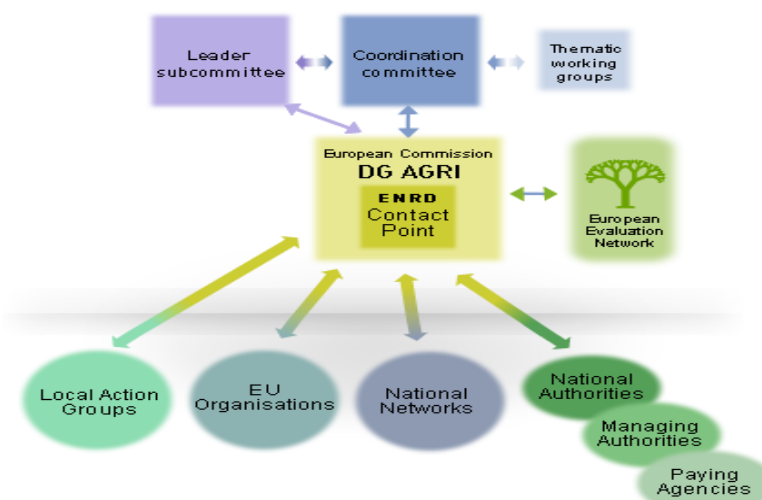 Leader
subcommittee
Coordination
committee
Thematic
working
groups
European Commission
DG AGRI
ENRD
Contact
Point
European
Evaluation
Network
Local Action
Groups
EU
Organisations
National
Networks
National
Authorities
Managing
Authorities
Paying
Agencies